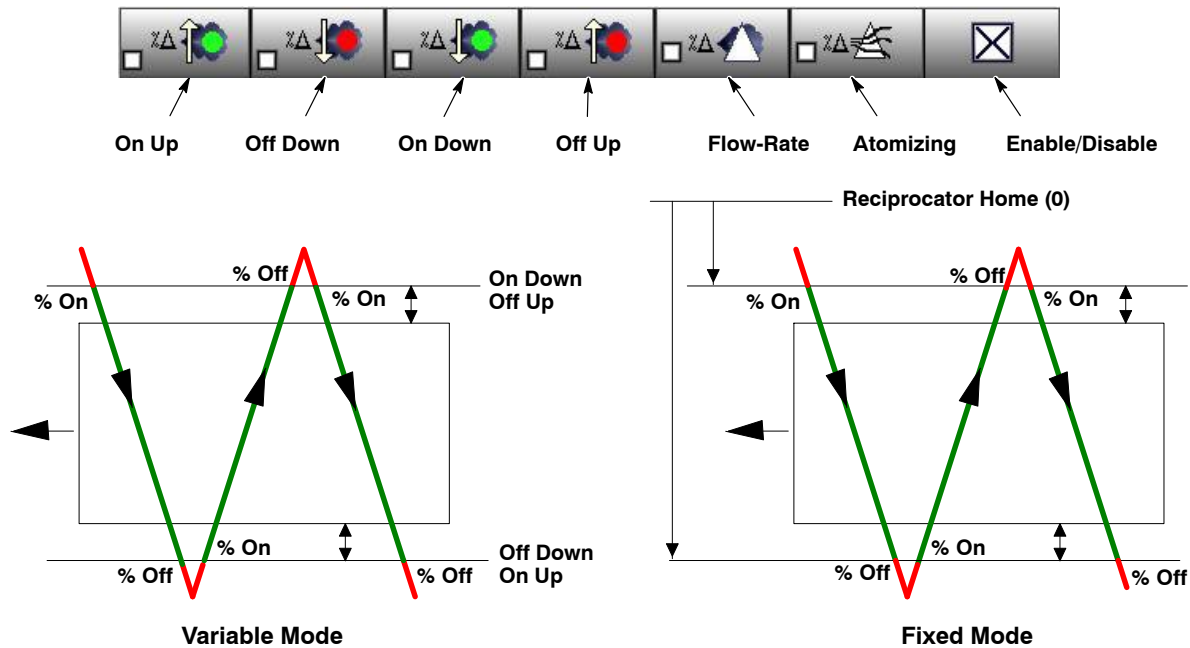 %Δ %Δ %Δ %Δ %Δ %Δ
On Up Off Down On Down Off Up Flow-Rate Atomizing Enable/Disable
Reciprocator Home (0)
% Off
% On
% On
On Down
Off Up
% On
% Off
% Off
Off Down
On Up
Variable Mode
% Off
% On
% On
% On
% Off
% Off
Fixed Mode